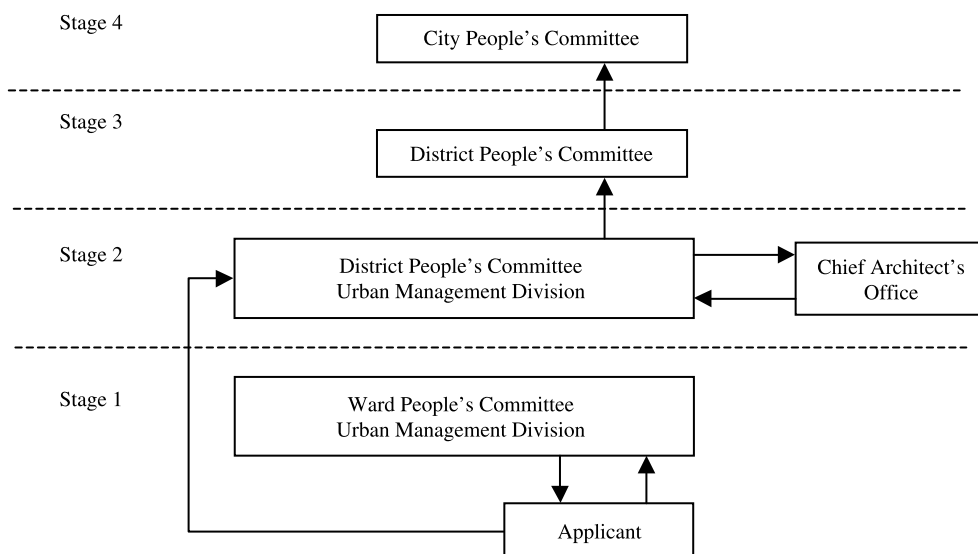 Stage 4
City People's Committee
Stage 3
District People's Committee
Stage 2
District People's Committee
Urban Management Division
Chief Architect's
Office
Stage 1
Ward People's Committee
Urban Management Division
Applicant